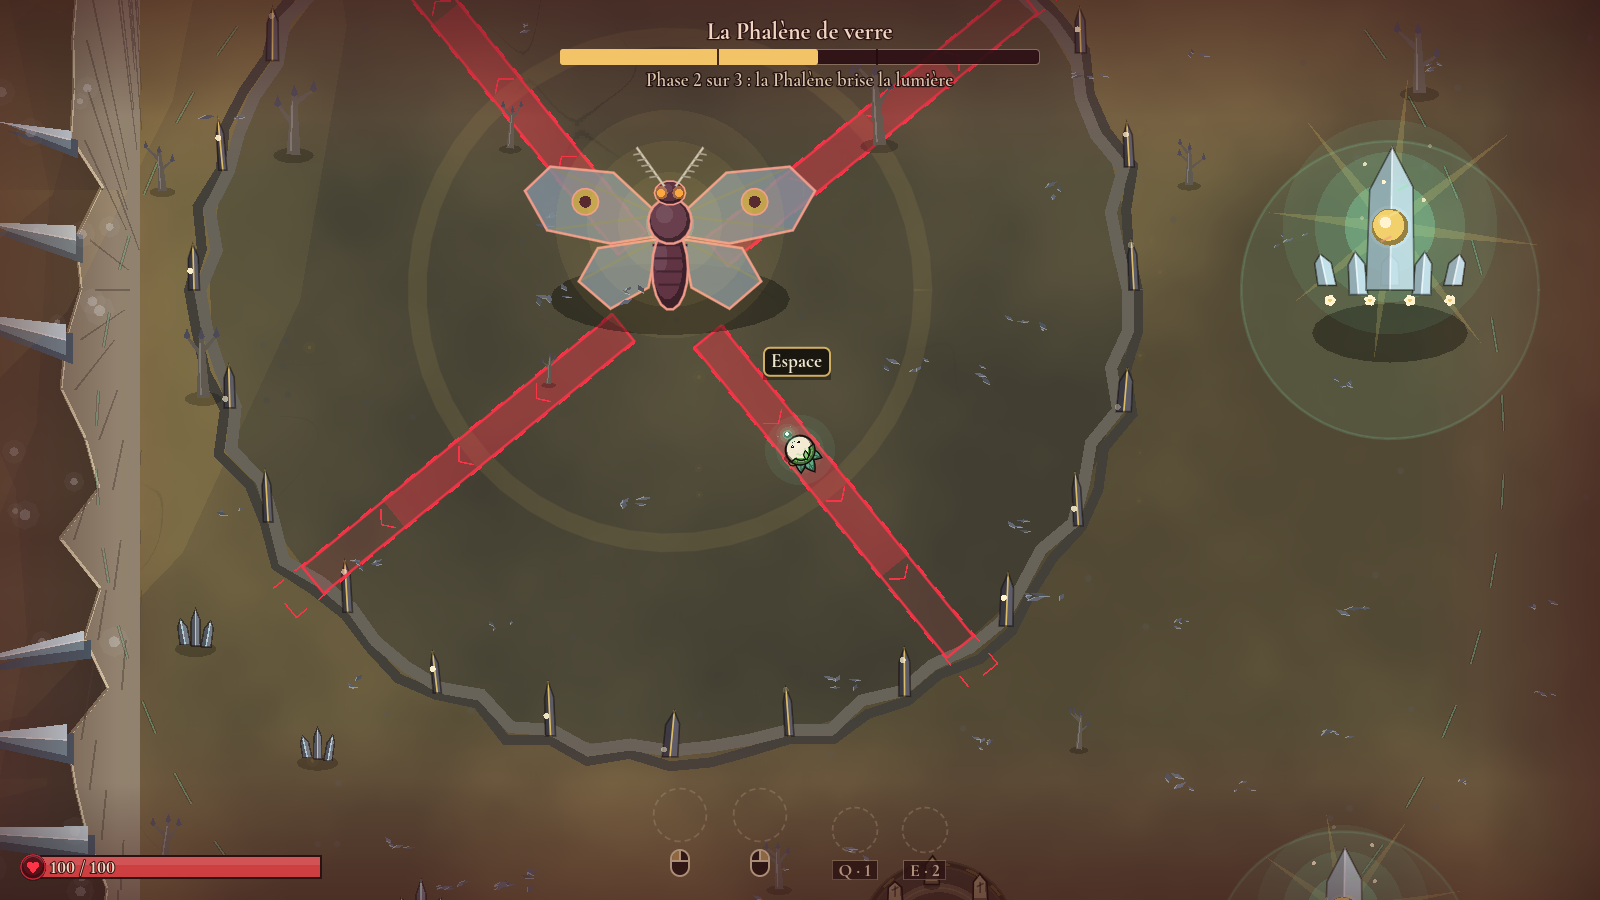 La Phalène de verre
Phase 2 sur 3 : la Phalène brise la lumière
Espace
100 / 100
Q · 1
E · 2